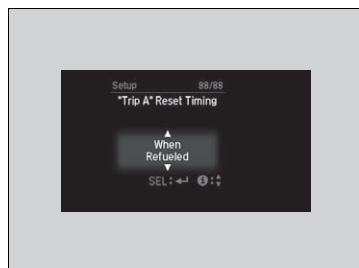 Setup 88/88
"Trip A" Reset Timing
When
Refueled
SEL: